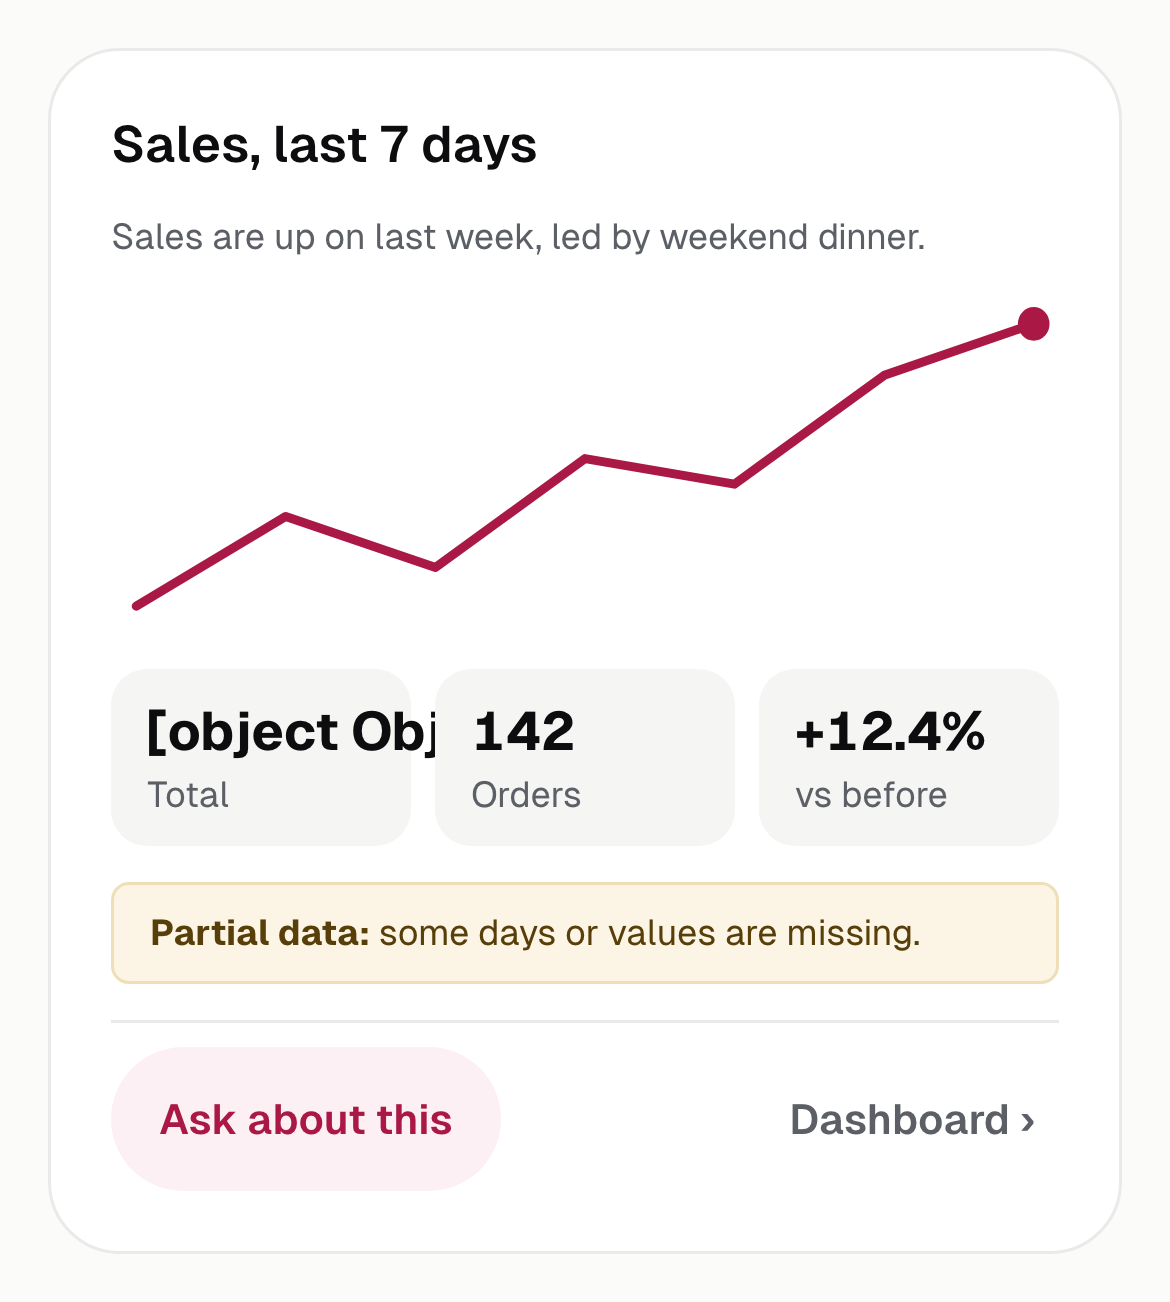 Sales, last 7 days
Sales are up on last week, led by weekend dinner.
[object Obj
Total
142
Orders
+12.4%
vs before
Partial data: some days or values are missing.
Ask about this
Dashboard ›